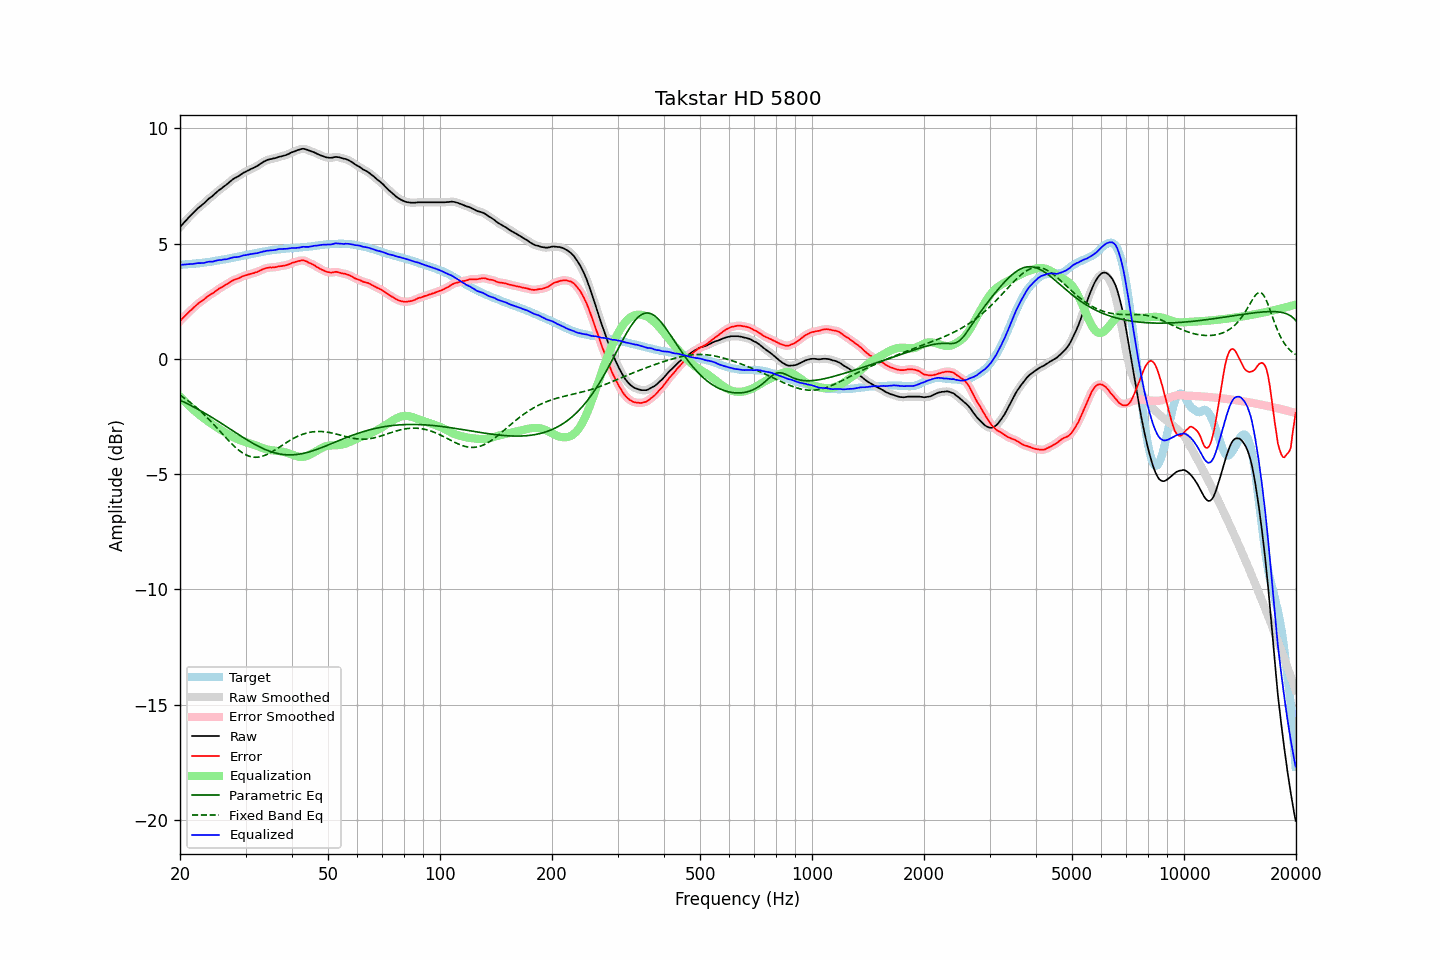 Takstar HD 5800
Amplitude (dBr)
10
5
0
−5
−10
−15
−20
Target
Raw Smoothed
Error Smoothed
Raw
Error
Equalization
Parametric Eq
Fixed Band Eq
Equalized
20 50 100 200 500 1000 2000 5000 10000 20000
Frequency (Hz)